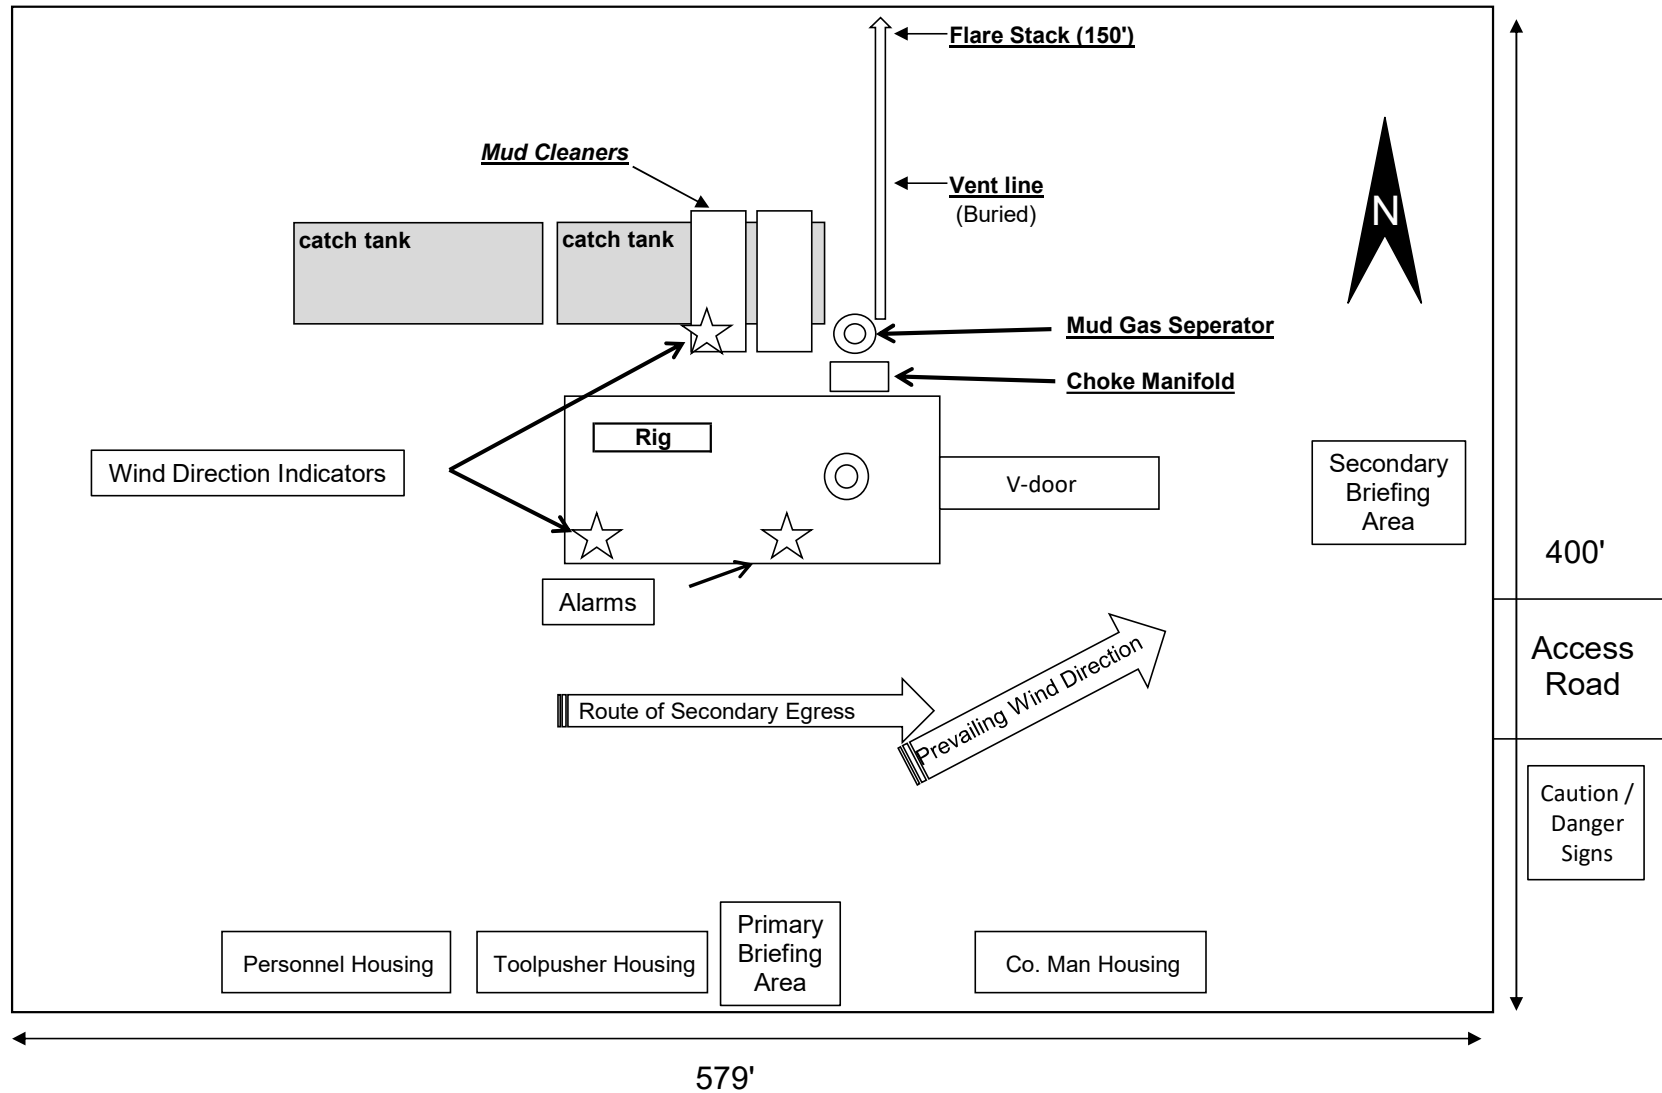 Flare Stack (150')
Mud Cleaners
Vent line
(Buried)
N
catch tank
catch tank
Mud Gas Seperator
Choke Manifold
Rig
Wind Direction Indicators
V-door
Secondary
Briefing
Area
400'
Alarms
Access
Road
Route of Secondary Egress
Prevailing Wind Direction
Caution /
Danger
Signs
Personnel Housing
Toolpusher Housing
Primary
Briefing
Area
Co. Man Housing
579'